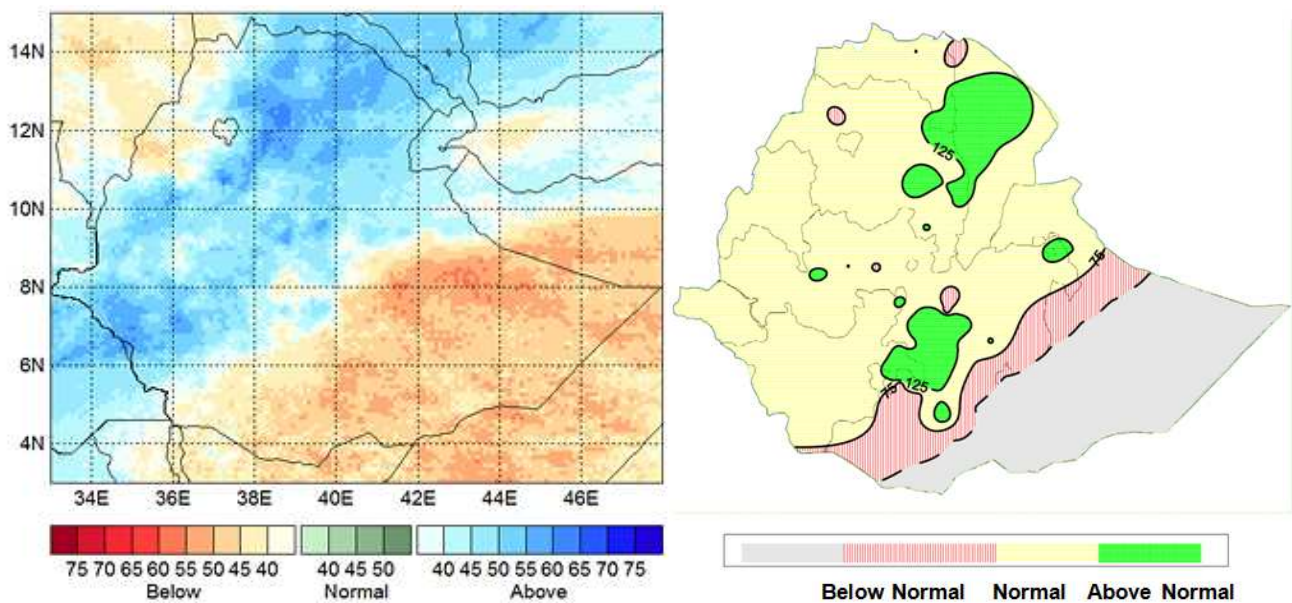 14N
12N
10N
8N
6N
4N
34E 36E 38E 40E 42E 44E 46E
75 70 65 60 55 50 45 40
Below
40 45 50
Normal
40 45 50 55 60 65 70 75
Above
125
75
75
125
Below Normal Normal Above Normal